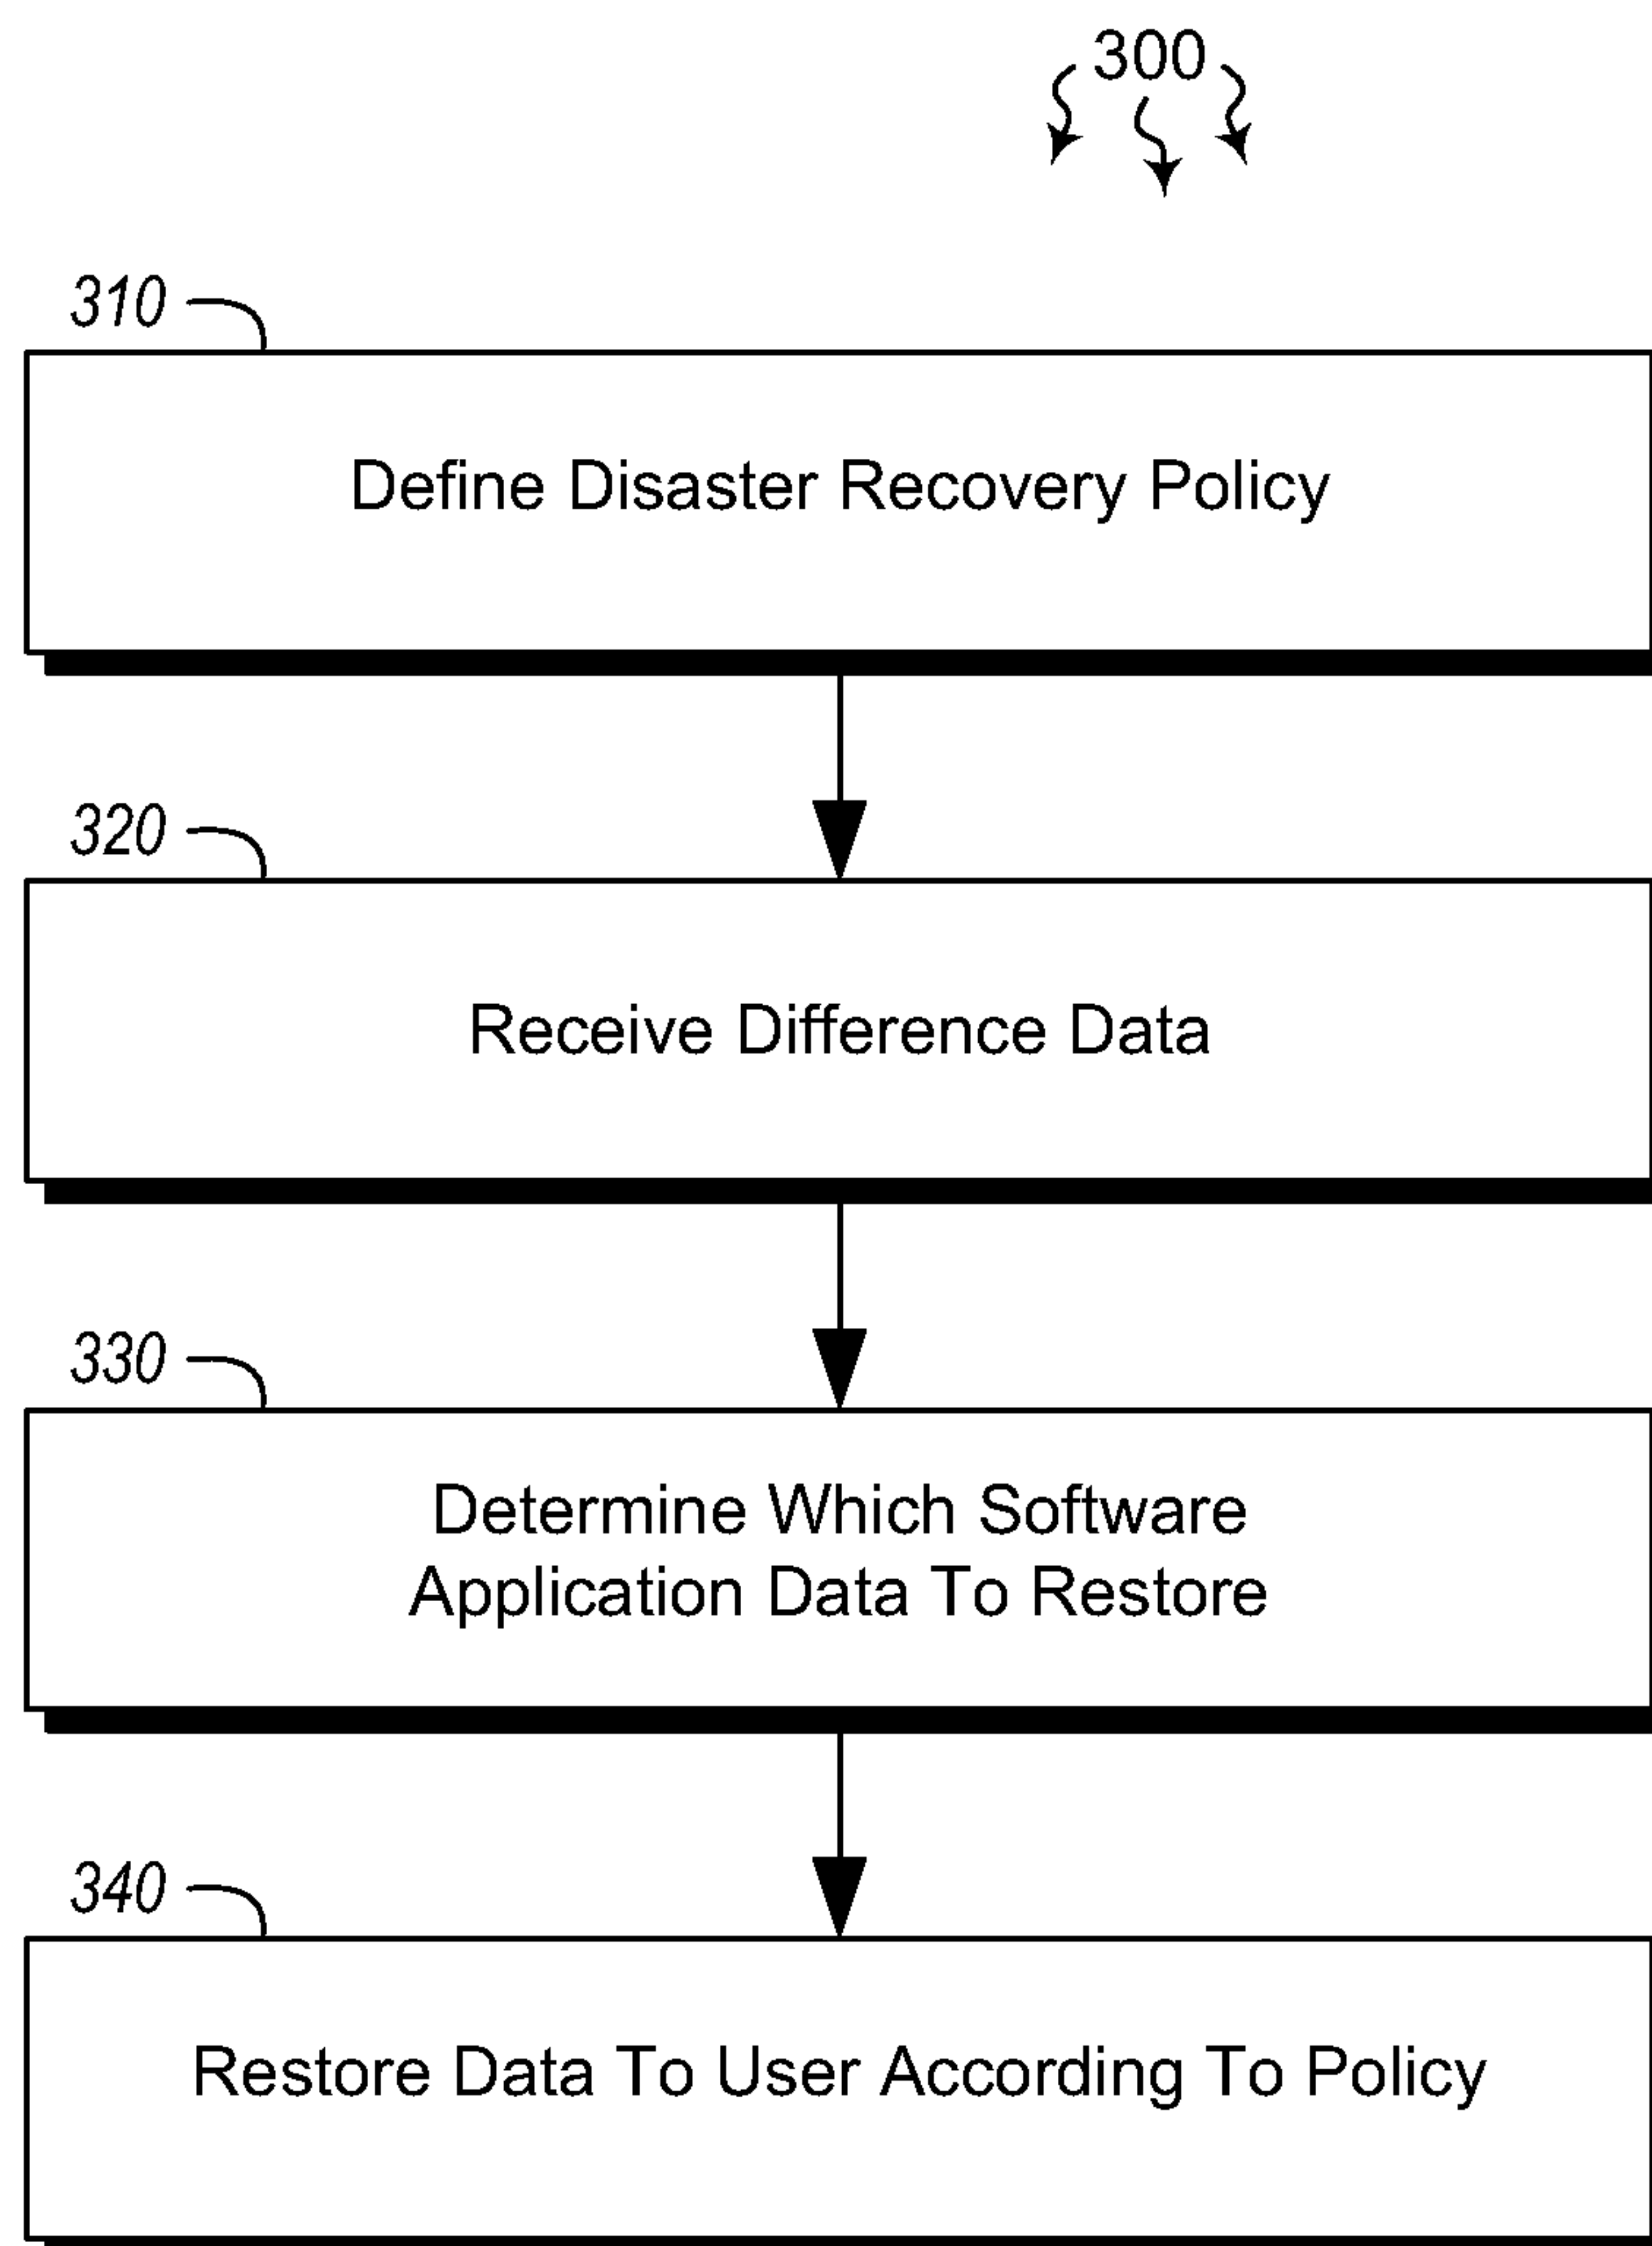 300
310
Define Disaster Recovery Policy
320
Receive Difference Data
330
Determine Which Software
Application Data To Restore
340
Restore Data To User According To Policy